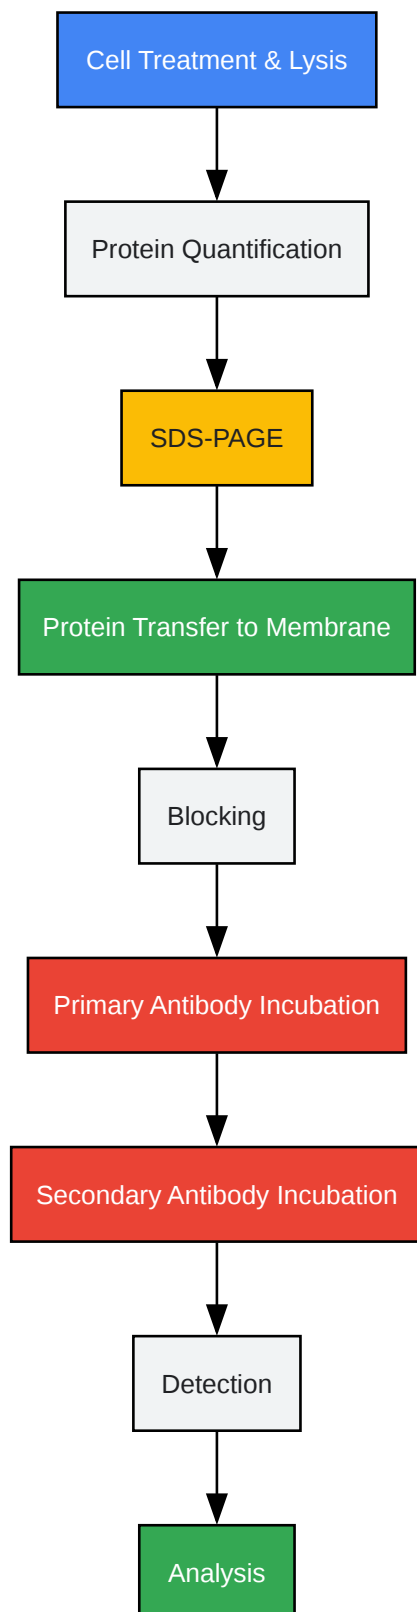 Cell Treatment & Lysis
Protein Quantification
SDS-PAGE
Protein Transfer to Membrane
Blocking
Primary Antibody Incubation
Secondary Antibody Incubation
Detection
Analysis